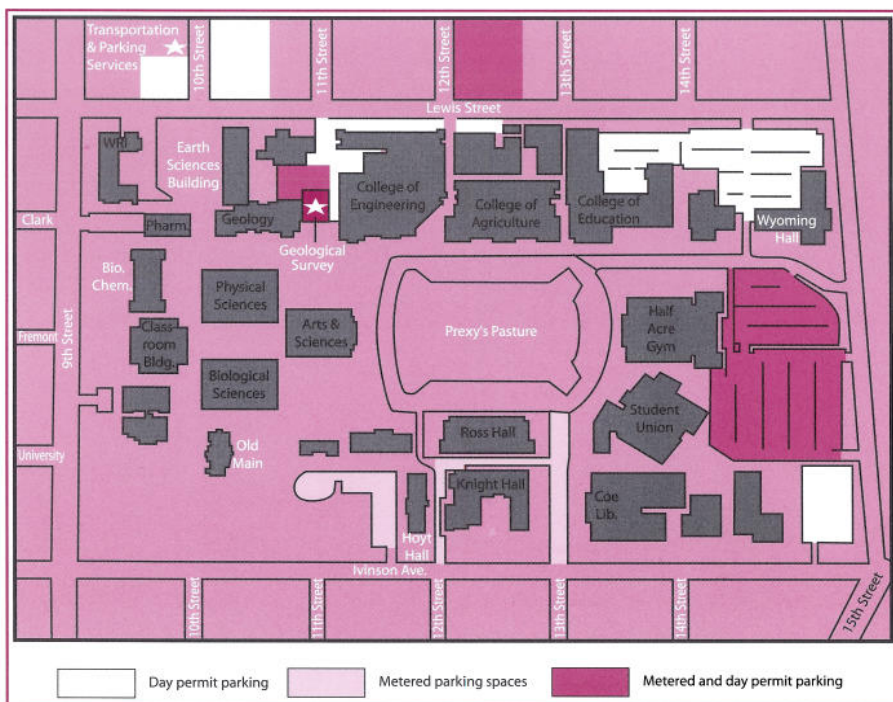 Transportation
& Parking
Services
10th Street
11th Street
12th Street
13th Street
14th Street
Lewis Street
WRI
Earth
Sciences
Building
College of
Engineering
College of
Agriculture
College of
Education
Clark
Pharm.
Geology
Geological
Survey
Wyoming
Hall
Bio.
Chem.
Physical
Sciences
Fremont
9th Street
Class-
room
Bldg.
Arts &
Sciences
Prexy's Pasture
Half
Acre
Gym
Biological
Sciences
Student
Union
University
Old
Main
Ross Hall
Knight Hall
Coe
Lib.
Hoyt
Hall
Ivinson Ave.
10th Street
11th Street
12th Street
13th Street
14th Street
15th Street
Day permit parking
Metered parking spaces
Metered and day permit parking